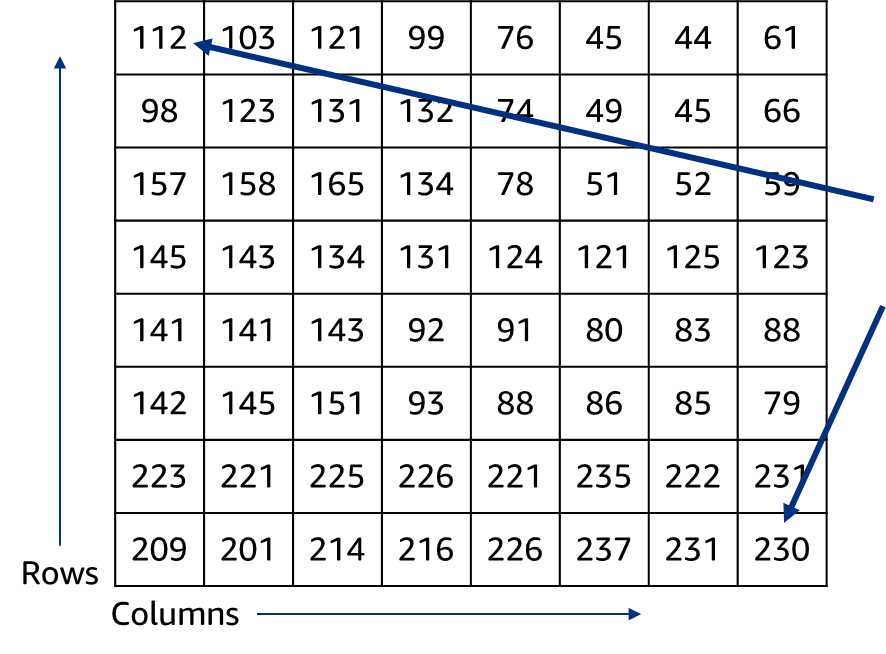 112 103 121 99 76 45 44 61
98 123 131 132 74 49 45 66
157 158 165 134 78 51 52 59
145 143 134 131 124 121 125 123
141 141 143 92 91 80 83 88
142 145 151 93 88 86 85 79
223 221 225 226 221 235 222 231
209 201 214 216 226 237 231 230
Rows
Columns